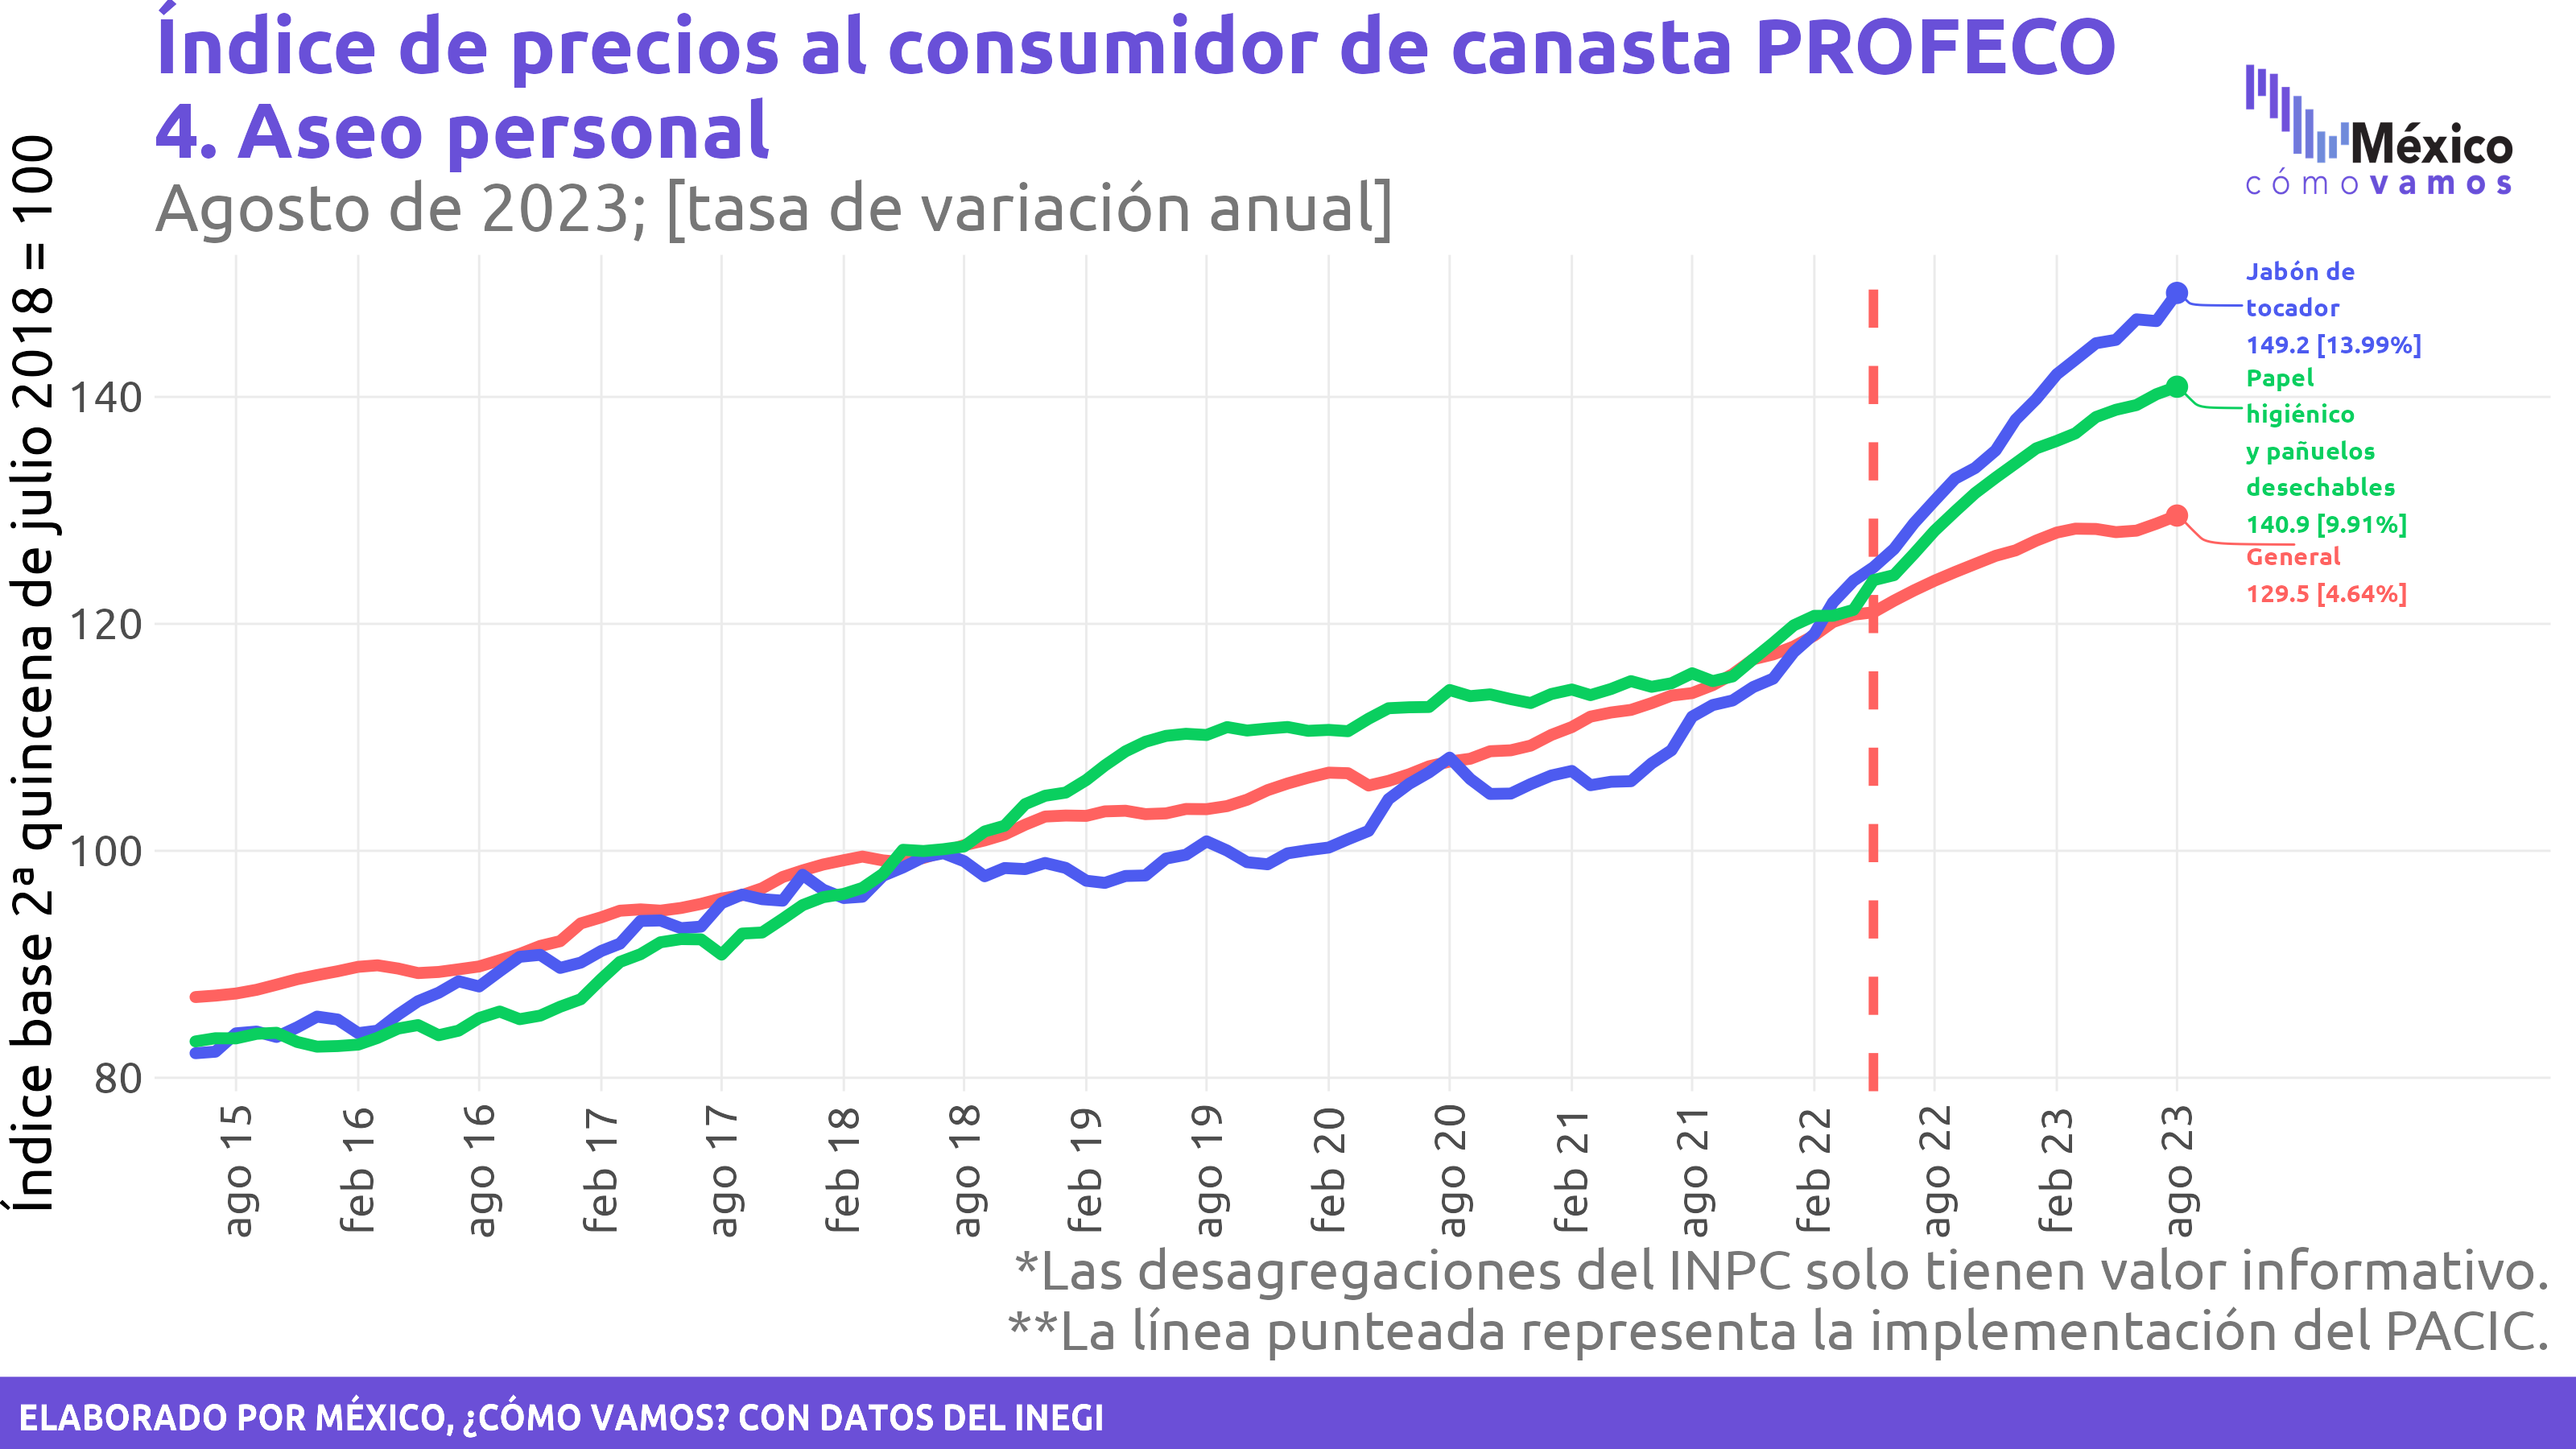 Índice de precios al consumidor de canasta PROFECO
4. Aseo personal
Agosto de 2023; [tasa de variación anual]
México
cómo vamos
Índice base 2ª quincena de julio 2018 = 100
140
120
100
80
Jabón de
tocador
149.2 [13.99%]
Papel
higiénico
y pañuelos
desechables
140.9 [9.91%]
General
129.5 [4.64%]
ago 15
feb 16
ago 16
feb 17
ago 17
feb 18
ago 18
feb 19
ago 19
feb 20
ago 20
feb 21
ago 21
feb 22
ago 22
feb 23
ago 23
*Las desagregaciones del INPC solo tienen valor informativo.
**La línea punteada representa la implementación del PACIC.
ELABORADO POR MÉXICO, ¿CÓMO VAMOS? CON DATOS DEL INEGI